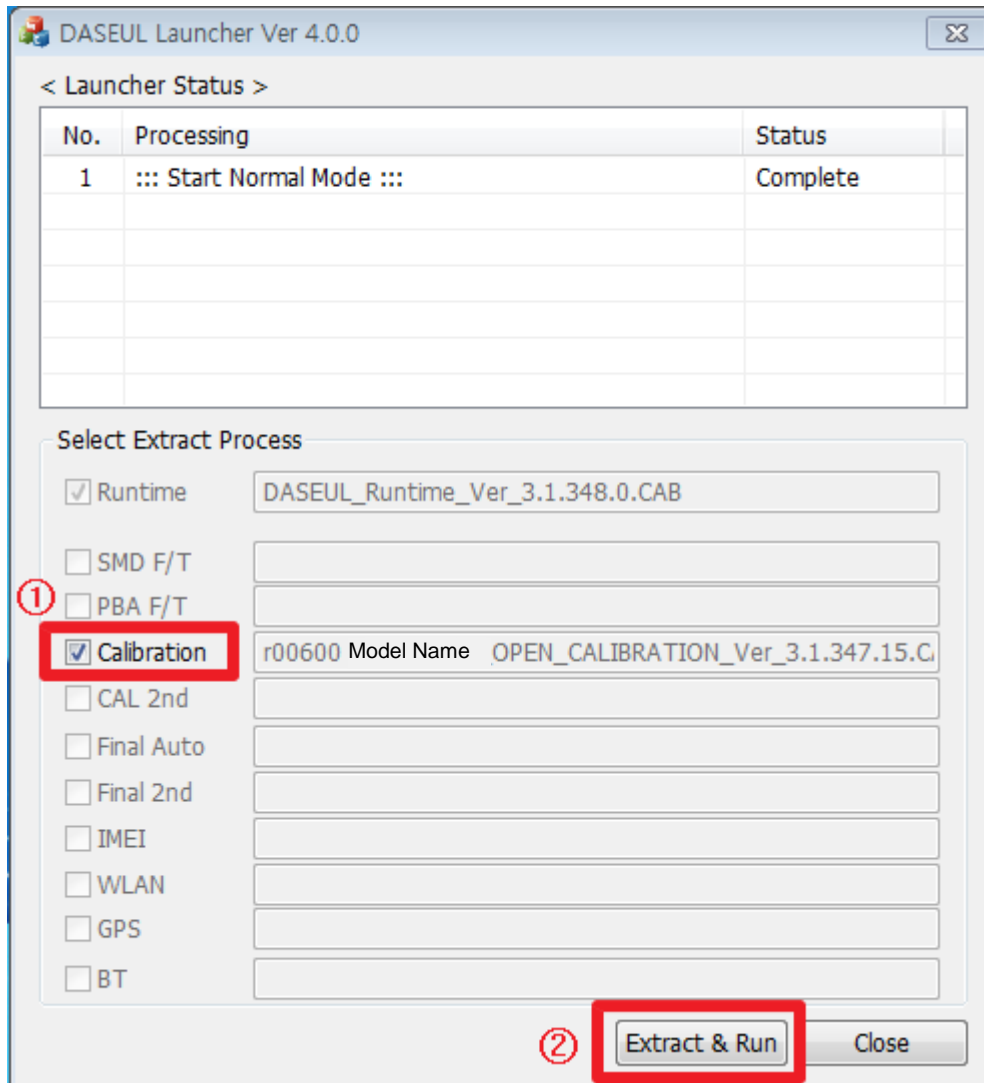 DASEUL Launcher Ver 4.0.0
< Launcher Status >
No. Processing Status
1 ::: Start Normal Mode ::: Complete
Select Extract Process
Runtime DASEUL_Runtime_Ver_3.1.348.0.CAB
SMD F/T
① PBA F/T
Calibration r00600 Model Name _OPEN_CALIBRATION_Ver_3.1.347.15.C
CAL 2nd
Final Auto
Final 2nd
IMEI
WLAN
GPS
BT
② Extract & Run Close